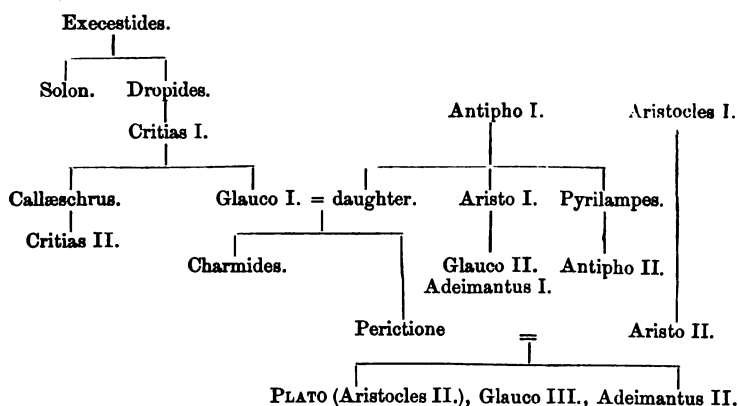 Execestides.
Solon. Dropides.
Antipho I. Aristocles I.
Critias I.
Callæschrus. Glauco I. = daughter. Aristo I. Pyrilampes.
Critias II.
Charmides. Glauco II. Antipho II.
Adeimantus I.
Perictione = Aristo II.
PLATO (Aristocles II.), Glauco III., Adeimantus II.